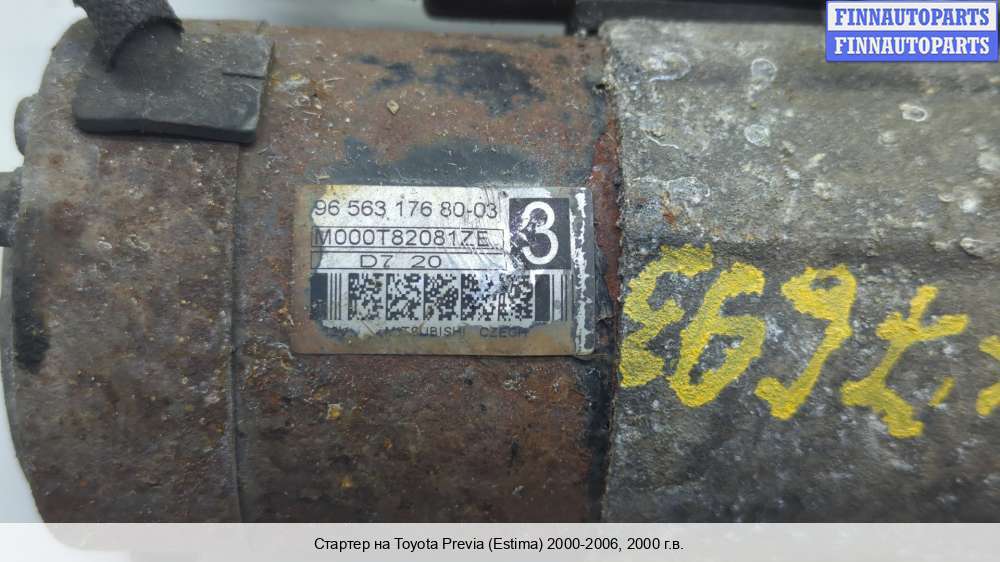 FINNAUTOPARTS
FINNAUTOPARTS
96 563 176 80-03
M000T82081ZE
3
D7 20
MITSUBISHI CZECH
Стартер на Toyota Previa (Estima) 2000-2006, 2000 г.в.